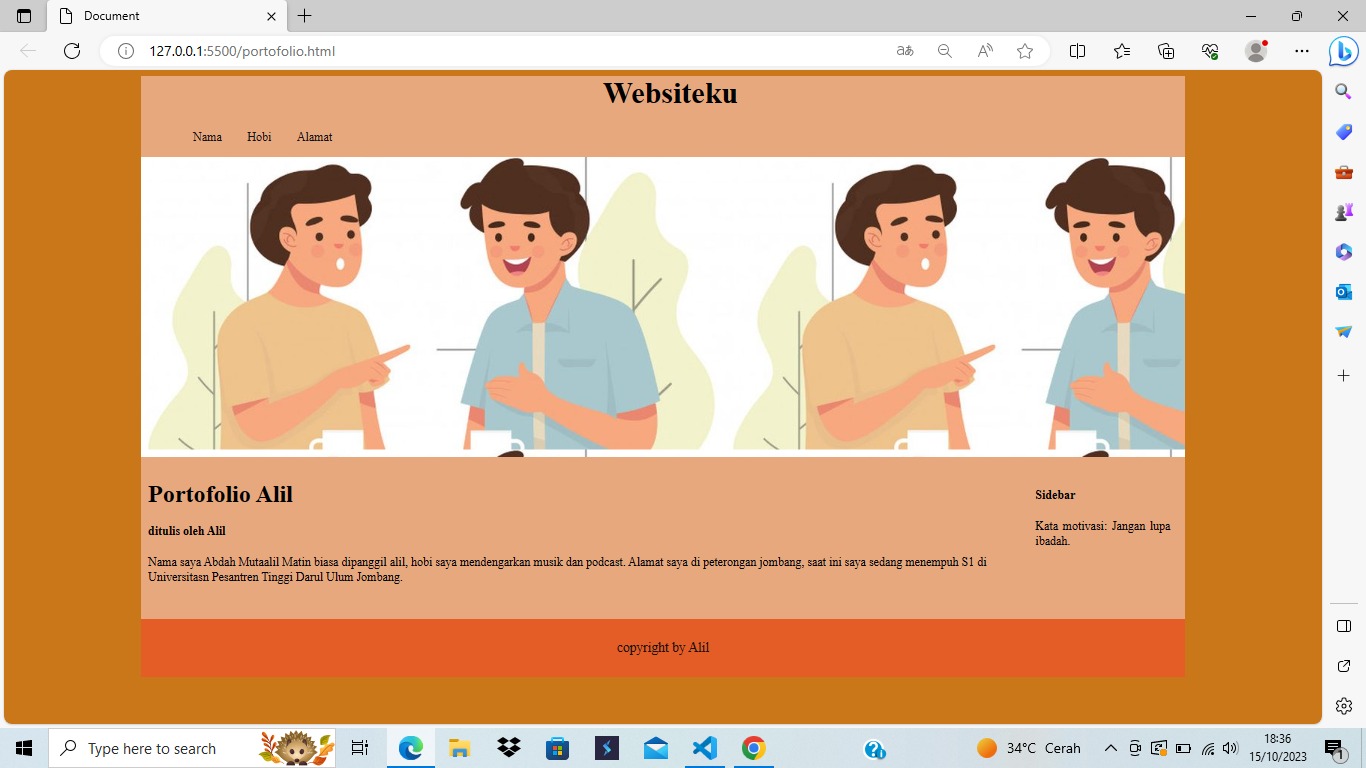 Document
127.0.0.1:5500/portofolio.html
Websiteku
Nama Hobi Alamat
Portofolio Alil
ditulis oleh Alil
Nama saya Abdah Mutaalil Matin biasa dipanggil alil, hobi saya mendengarkan musik dan podcast. Alamat saya di peterongan jombang, saat ini saya sedang menempuh S1 di
Universitasn Pesantren Tinggi Darul Ulum Jombang.
Sidebar
Kata motivasi: Jangan lupa
ibadah.
copyright by Alil
Type here to search
34°C Cerah
18:36
15/10/2023
1